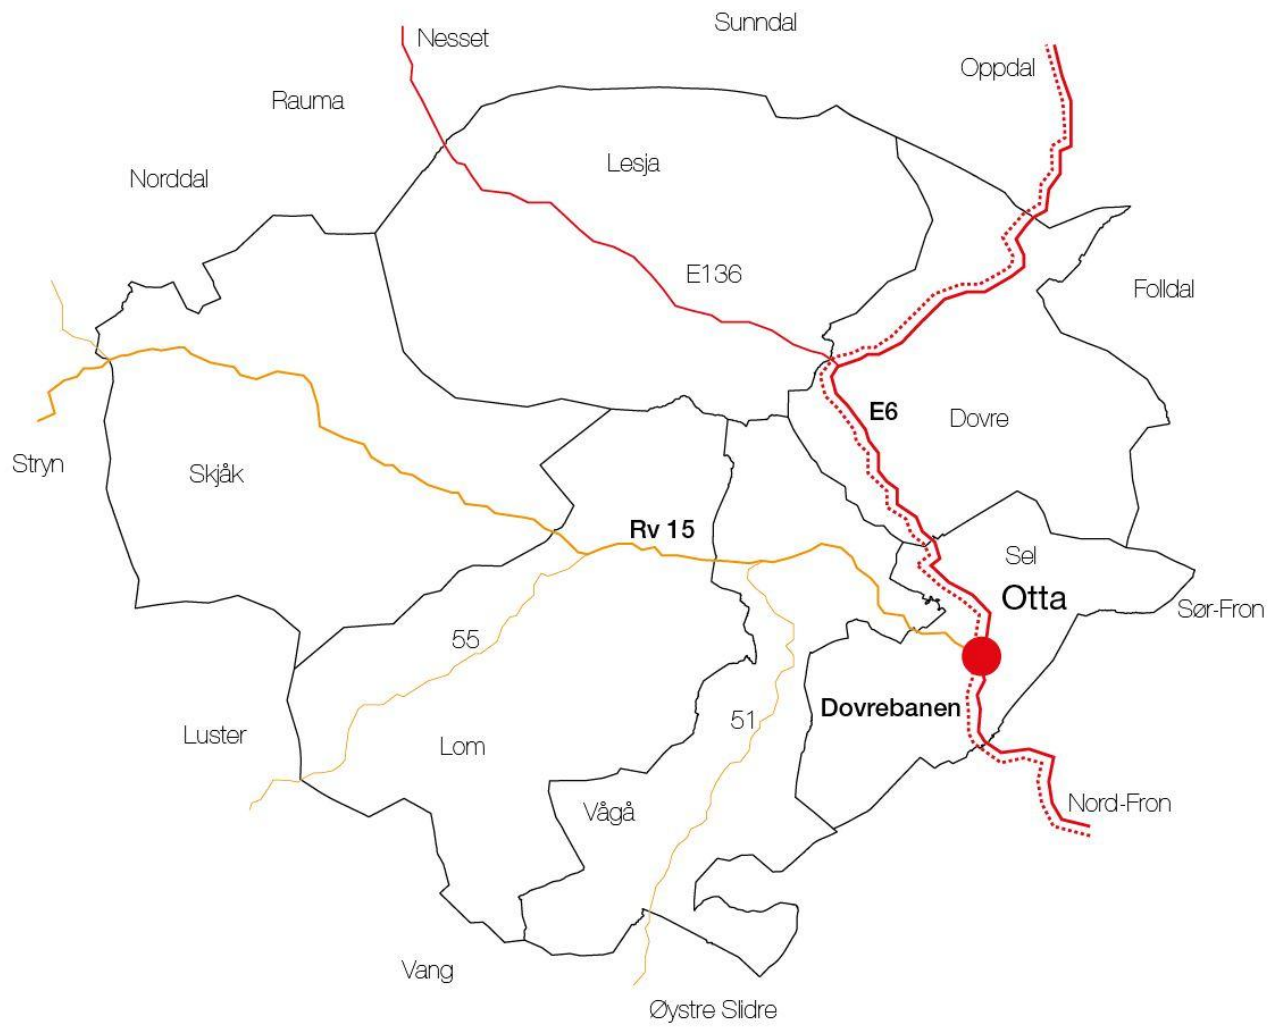 Sunndal
Nesset
Oppdal
Rauma
Lesja
Norddal
E136
Folldal
E6
Dovre
Stryn
Skjåk
Rv 15
Sel
Otta
Sør-Fron
55
Dovrebanen
51
Luster
Lom
Nord-Fron
Vågå
Vang
Øystre Slidre